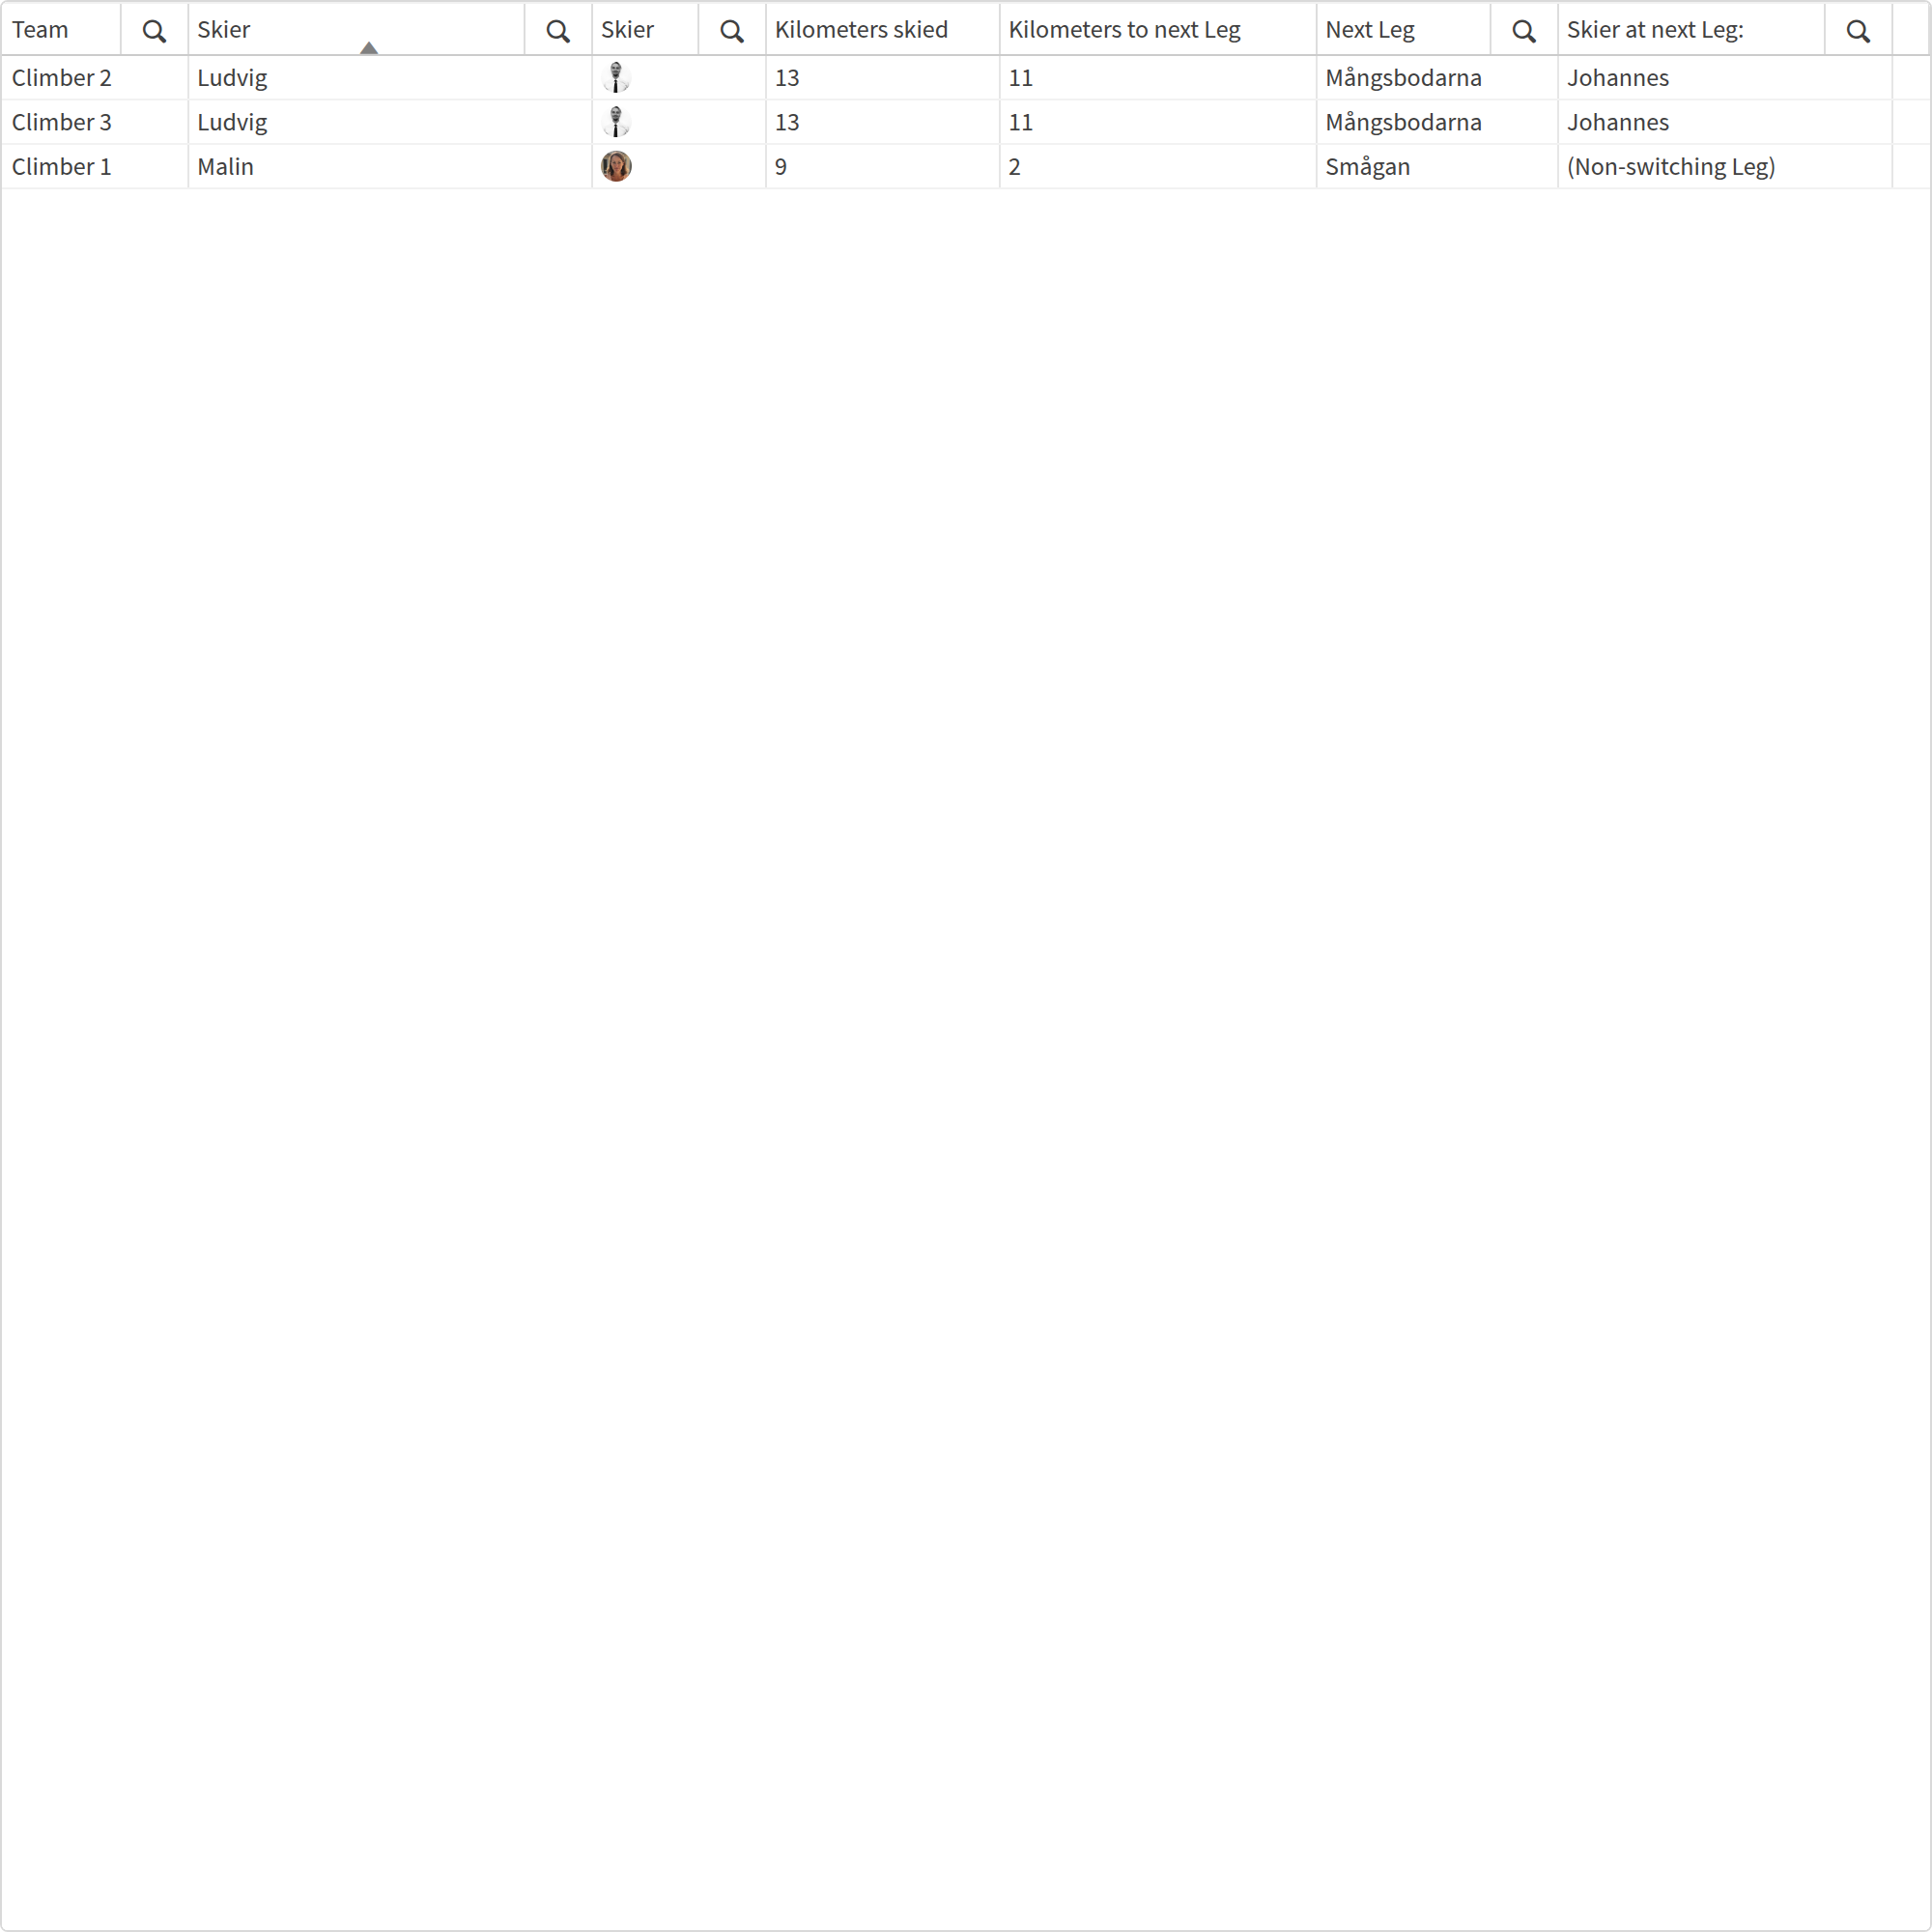 Team Skier Skier Kilometers skied Kilometers to next Leg Next Leg Skier at next Leg:
Climber 2 Ludvig 13 11 Mångsbodarna Johannes
Climber 3 Ludvig 13 11 Mångsbodarna Johannes
Climber 1 Malin 9 2 Smågan (Non-switching Leg)